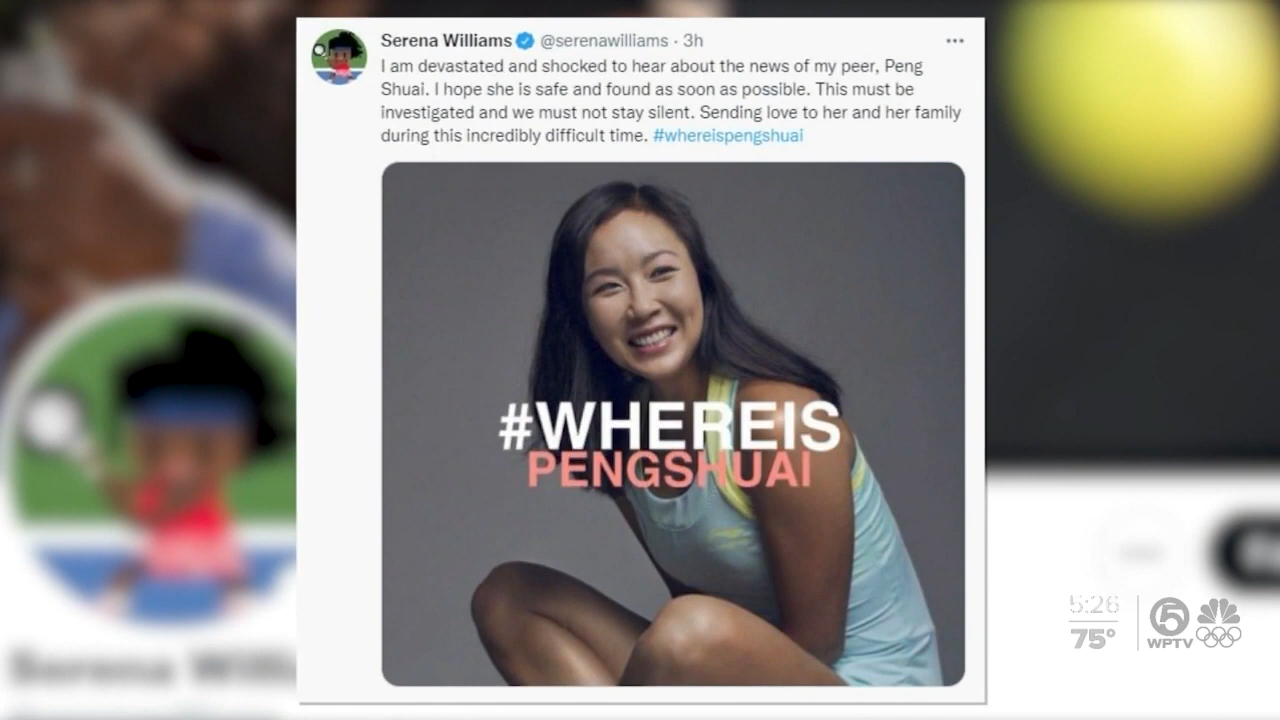 Serena Williams @serenawilliams · 3h
I am devastated and shocked to hear about the news of my peer, Peng
Shuai. I hope she is safe and found as soon as possible. This must be
investigated and we must not stay silent. Sending love to her and her family
during this incredibly difficult time. #whereispengshuai
#WHEREIS
PENGSHUAI
Serena Willi
5:26
75°
5
WPTV